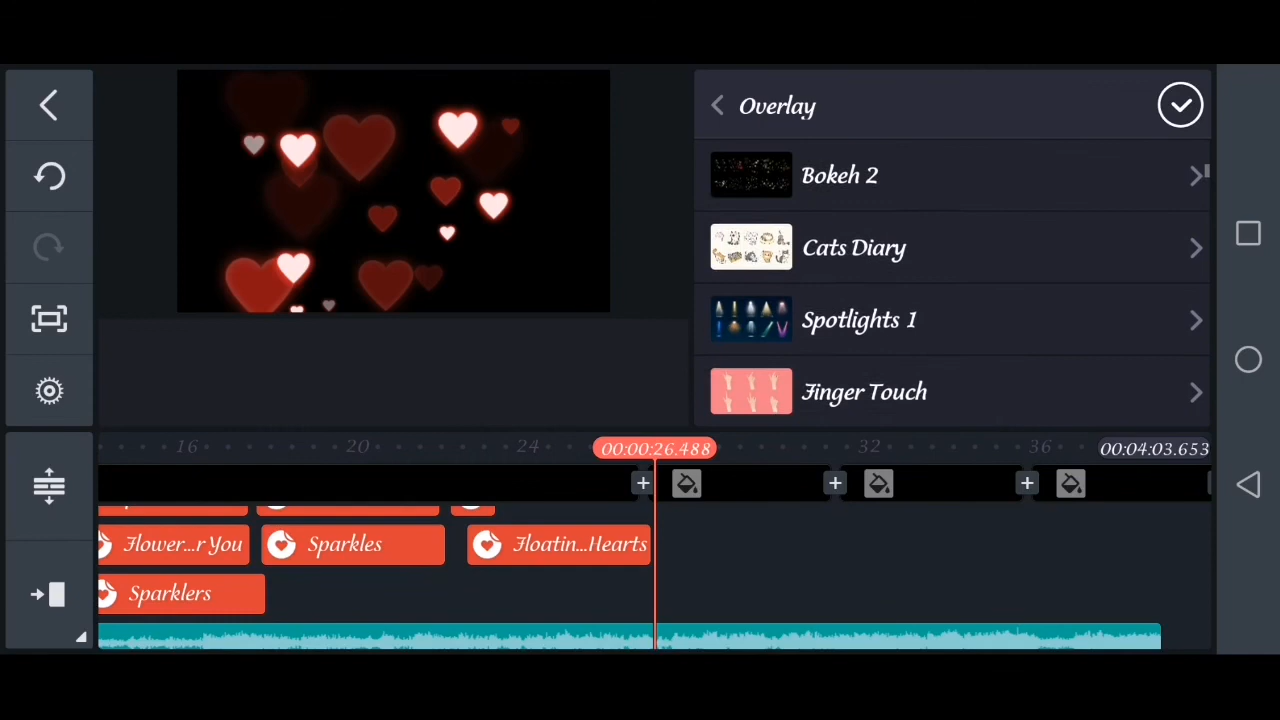 Overlay
Bokeh 2
Cats Diary
Spotlights 1
Finger Touch
16 20 24 00:00:26.488 32 36 00:04:03.653
Flower...r You Sparkles Floatin...Hearts
Sparklers